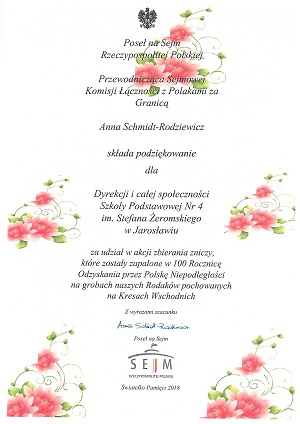 Poseł na Sejm
Rzeczypospolitej Polskiej
Przewodnicząca Sejmowej
Komisji Łączności z Polakami za
Granicą
Anna Schmidt-Rodziewicz
składa podziękowanie
dla
Dyrekcji i całej społeczności
Szkoły Podstawowej Nr 4
im. Stefana Żeromskiego
w Jarosławiu
za udział w akcji zbierania zniczy,
które zostały zapalone w 100 Rocznicę
Odzyskania przez Polskę Niepodległości
na grobach naszych Rodaków pochowanych
na Kresach Wschodnich
Z wyrazami szacunku
Poseł na Sejm
SEJM
RZECZYPOSPOLITEJ POLSKIEJ
Światełko Pamięci 2018